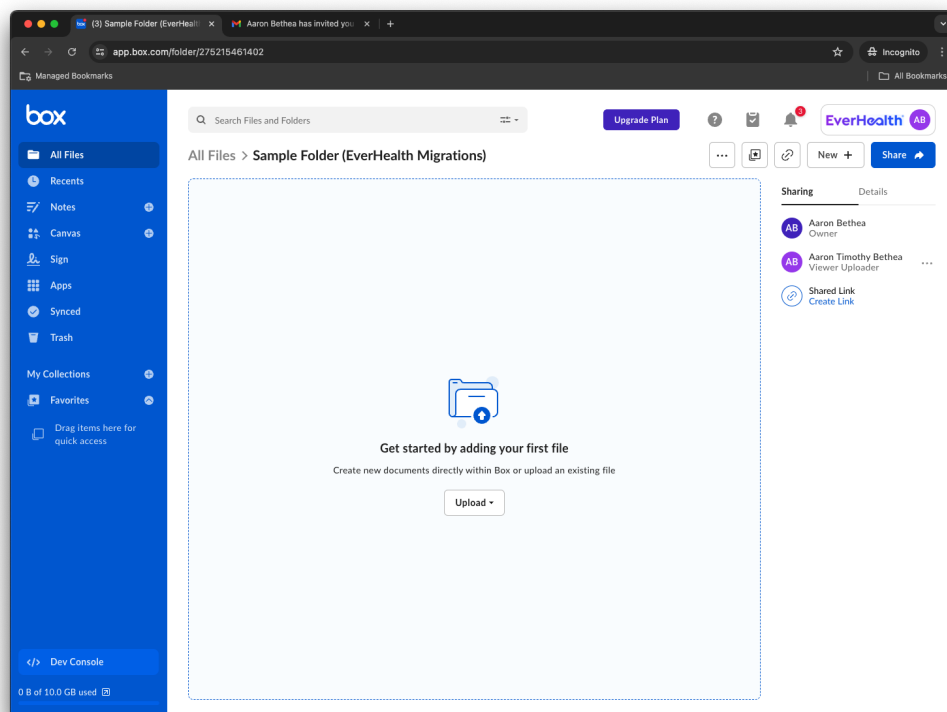 (3) Sample Folder (EverHealt
Aaron Bethea has invited you
app.box.com/folder/275215461402
Incognito
Managed Bookmarks
All Bookmarks
box
Search Files and Folders
Upgrade Plan
3
EverHealth AB
All Files
Recents
Notes
Canvas
Sign
Apps
Synced
Trash
My Collections
Favorites
Drag items here for
quick access
Dev Console
0 B of 10.0 GB used
All Files > Sample Folder (EverHealth Migrations)
New +
Share
Get started by adding your first file
Create new documents directly within Box or upload an existing file
Upload
Sharing
Details
AB
Aaron Bethea
Owner
AB
Aaron Timothy Bethea
Viewer Uploader
Shared Link
Create Link